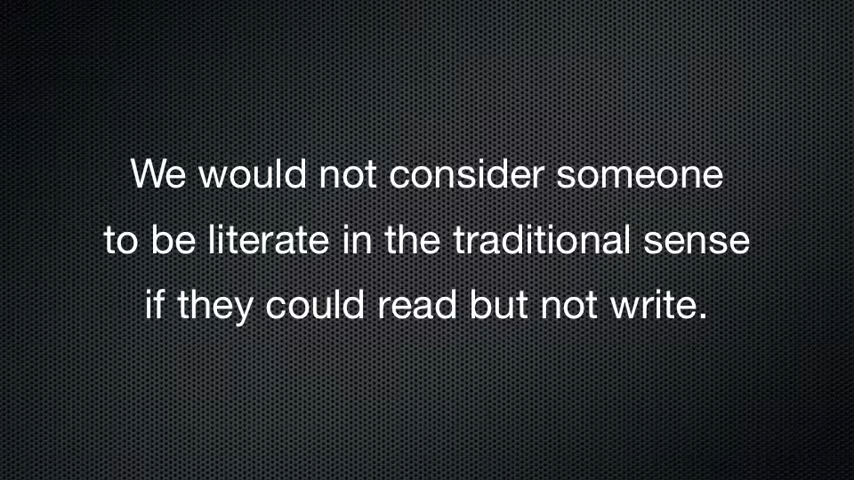 We would not consider someone
to be literate in the traditional sense
if they could read but not write.